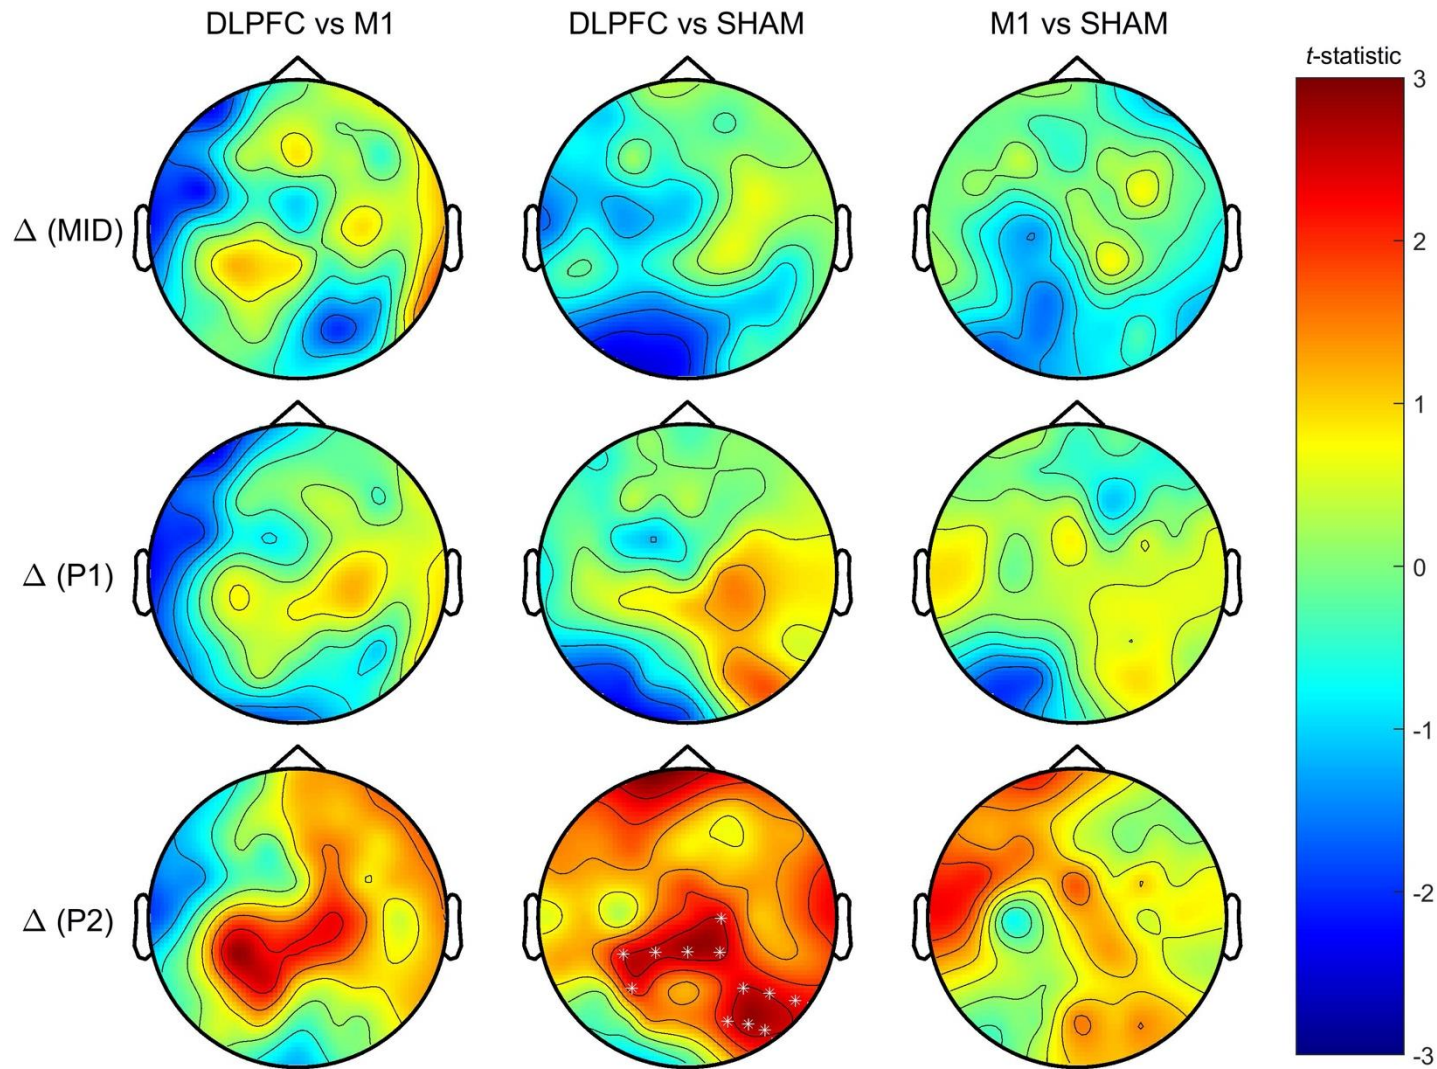 DLPFC vs M1
DLPFC vs SHAM
M1 vs SHAM
t-statistic
3
2
1
0
-1
-2
-3
Δ (MID)
Δ (P1)
Δ (P2)